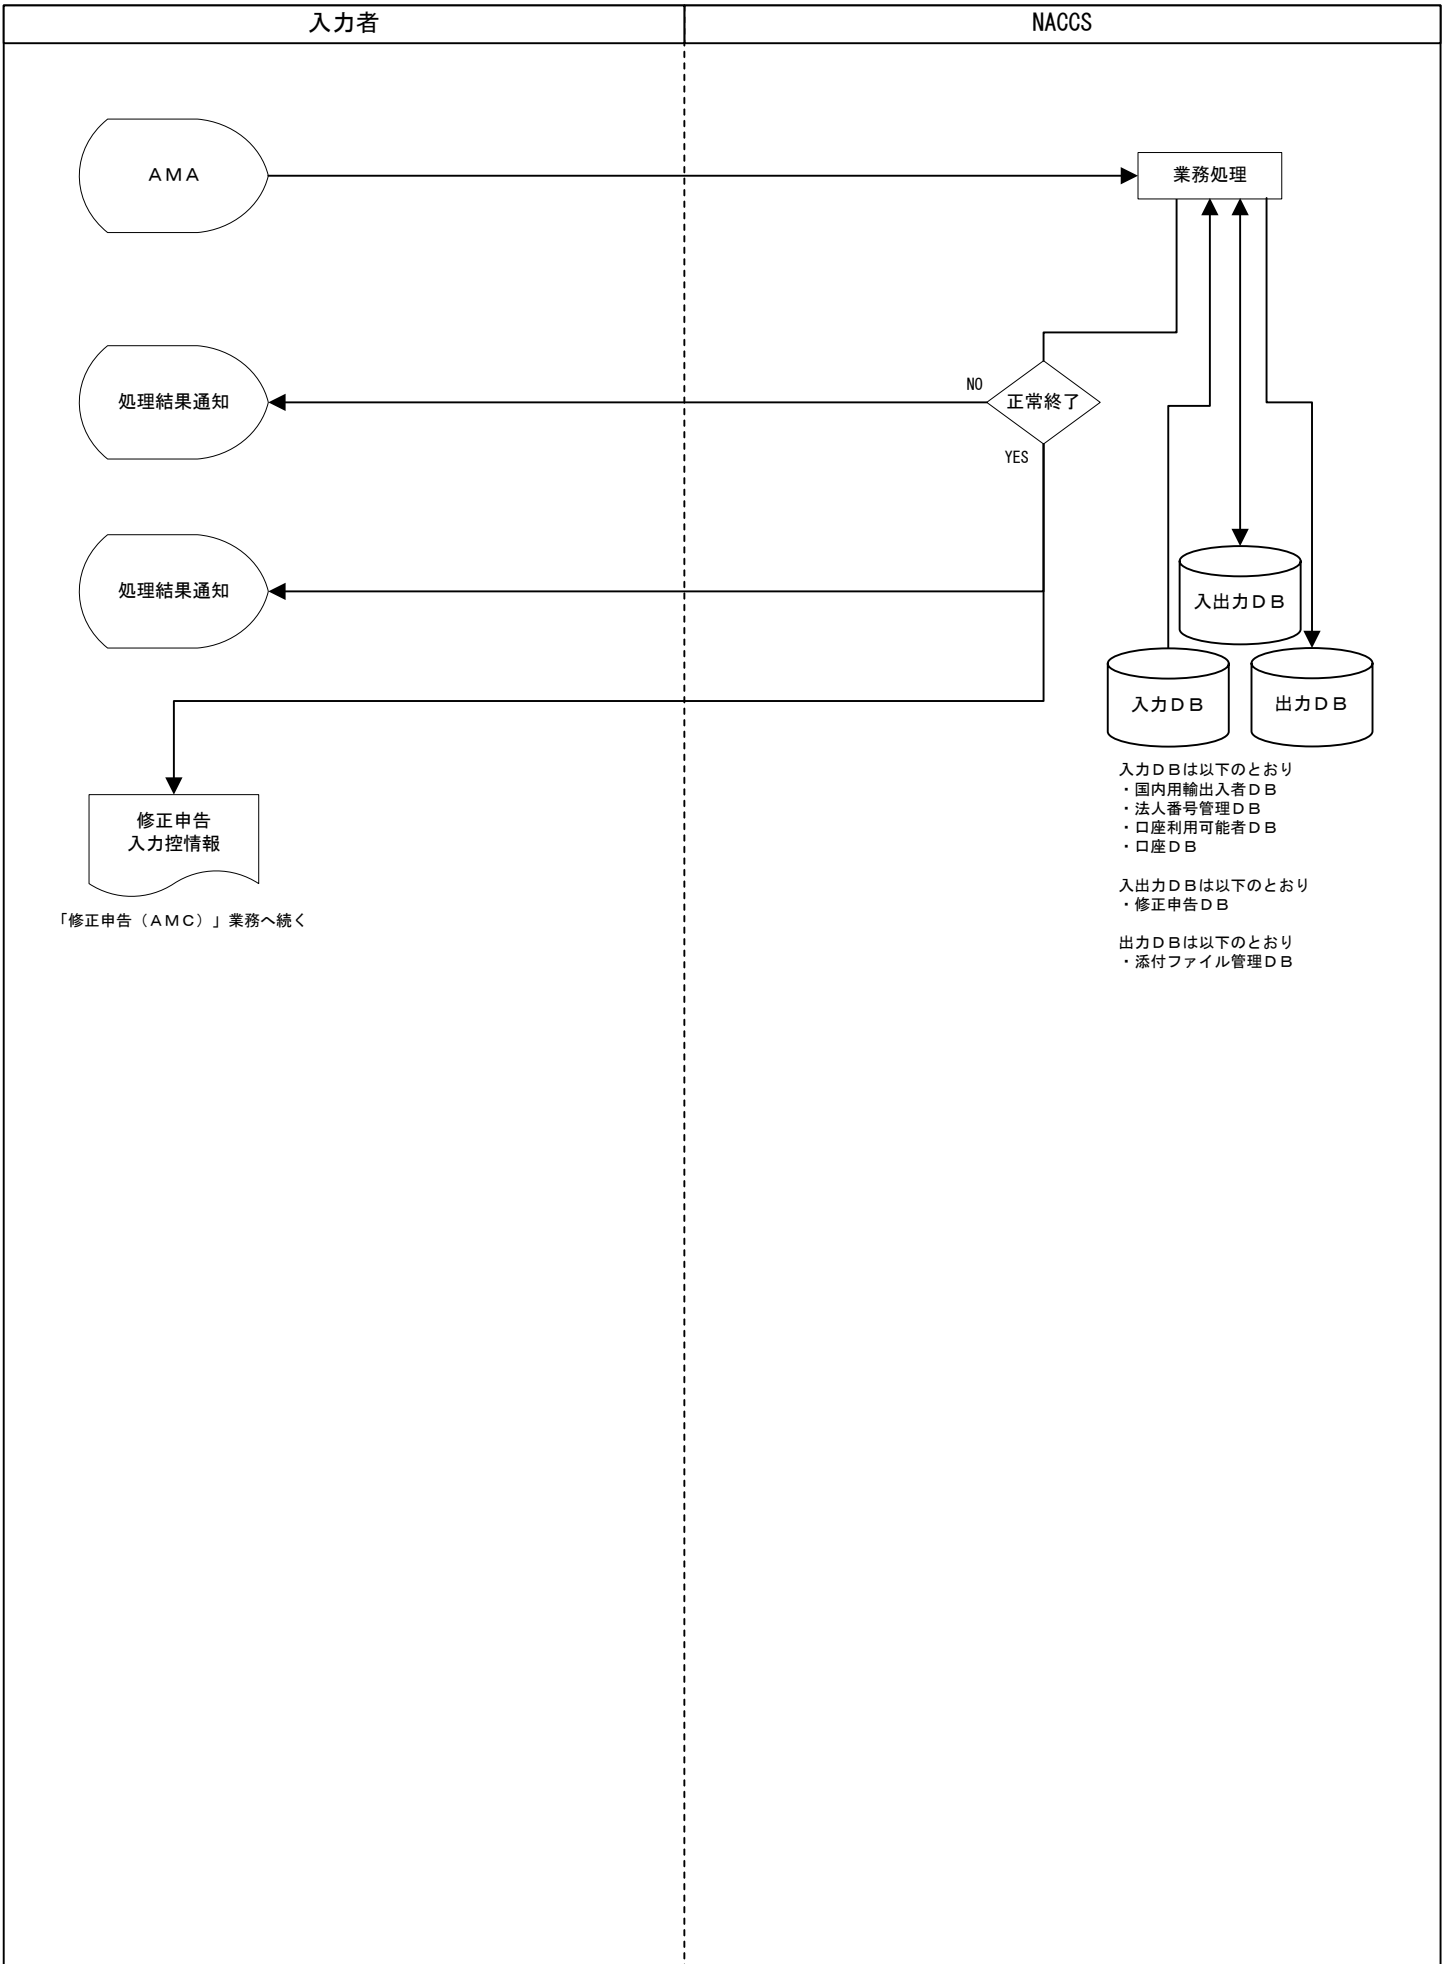 入力者
NACCS
ＡＭＡ
業務処理
処理結果通知
NO
正常終了
YES
処理結果通知
入出力ＤＢ
入力ＤＢ
出力ＤＢ
修正申告
入力控情報
「修正申告（ＡＭＣ）」業務へ続く
入力ＤＢは以下のとおり
・国内用輸出入者ＤＢ
・法人番号管理ＤＢ
・口座利用可能者ＤＢ
・口座ＤＢ
入出力ＤＢは以下のとおり
・修正申告ＤＢ
出力ＤＢは以下のとおり
・添付ファイル管理ＤＢ